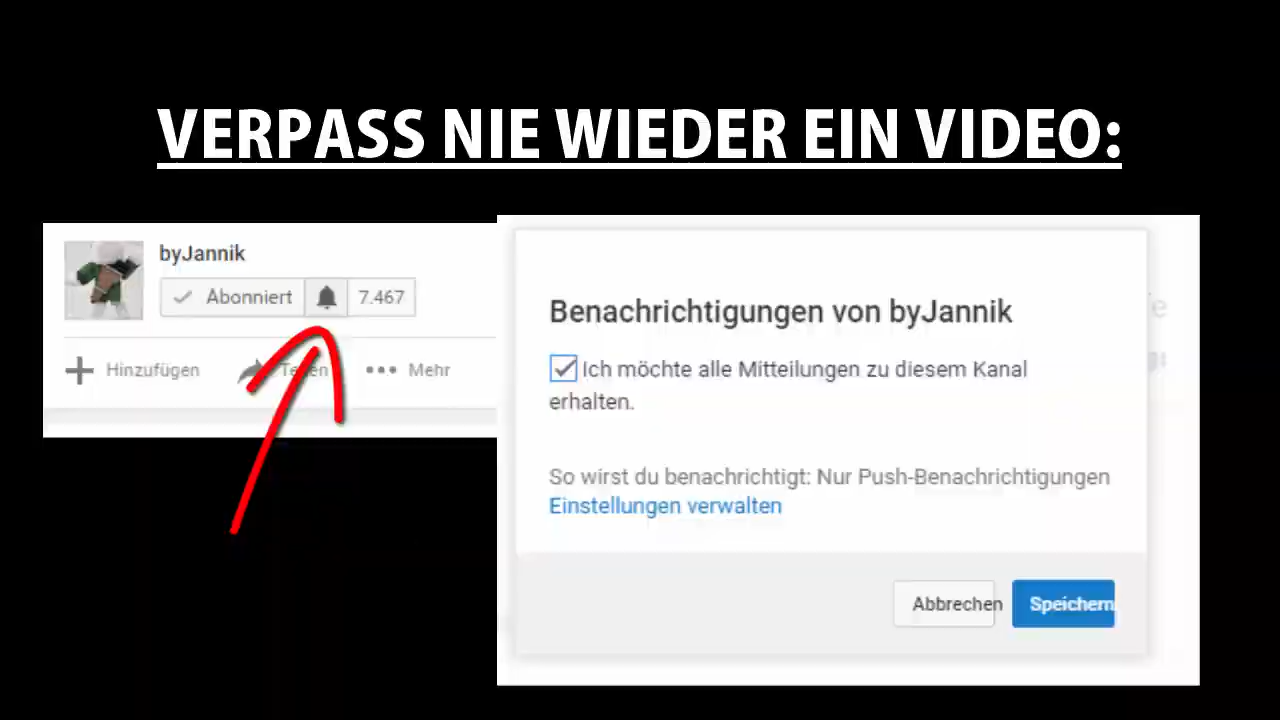 VERPASS NIE WIEDER EIN VIDEO:
byJannik
Abonniert 7.467
Hinzufügen Teilen Mehr
Benachrichtigungen von byJannik
Ich möchte alle Mitteilungen zu diesem Kanal
erhalten.
So wirst du benachrichtigt: Nur Push-Benachrichtigungen
Einstellungen verwalten
Abbrechen Speichern